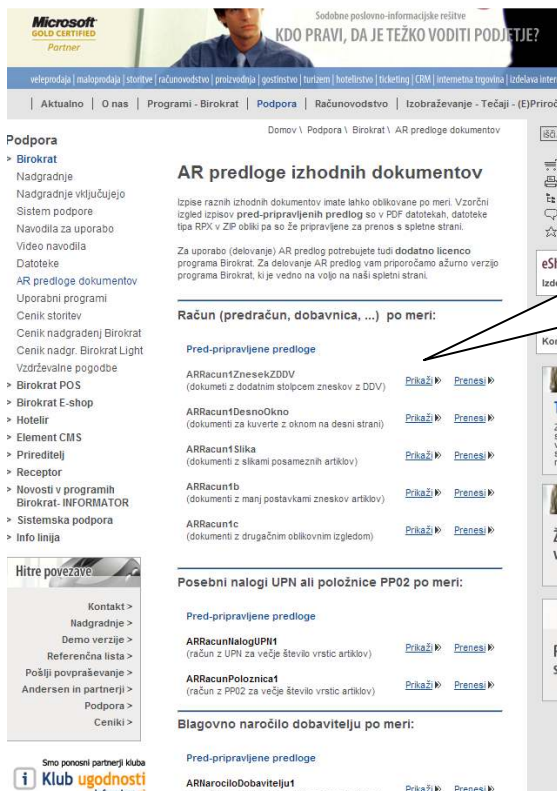 Microsoft
GOLD CERTIFIED
Partner
Sodobne poslovno-informacijske rešitve
KDO PRAVI, DA JE TEŽKO VODITI PODJETJE?
veleprodaja | maloprodaja | storitve | računovodstvo | proizvodnja | gostinstvo | turizem | hotelirstvo | ticketing | CRM | internetna trgovina | izdelava inter
| Aktualno | O nas | Programi - Birokrat | Podpora | Računovodstvo | Izobraževanje - Tečaji - (E)Priroč
Domov \ Podpora \ Birokrat \ AR predloge dokumentov
išči
Podpora
> Birokrat
Nadgradnje
Nadgradnje vključujejo
Sistem podpore
Navodila za uporabo
Video navodila
Datoteke
AR predloge dokumentov
Uporabni programi
Cenik storitev
Cenik nadgradenj Birokrat
Cenik nadgr. Birokrat Light
Vzdrževalne pogodbe
> Birokrat POS
> Birokrat E-shop
> Hotelir
> Element CMS
> Prireditelj
> Receptor
> Novosti v programih
Birokrat- INFORMATOR
> Sistemska podpora
> Info linija
Hitre povezave
Kontakt >
Nadgradnje >
Demo verzije >
Referenčna lista >
Pošlji povpraševanje >
Andersen in partnerji >
Podpora >
Ceniki >
Smo ponosni partnerji kluba
Klub ugodnosti
AR predloge izhodnih dokumentov
Izpise raznih izhodnih dokumentov imate lahko oblikovane po meri. Vzorčni
izgled izpisov pred-pripravljenih predlog so v PDF datotekah, datoteke
tipa RPX v ZIP obliki pa so že pripravljene za prenos s spletne strani.
Za uporabo (delovanje) AR predlog potrebujete tudi dodatno licenco
programa Birokrat. Za delovanje AR predlog vam priporočamo ažurno verzijo
programa Birokrat, ki je vedno na voljo na naši spletni strani.
Račun (predračun, dobavnica, ...) po meri:
Pred-pripravljene predloge
ARRacun1ZnesekZDDV
(dokumeti z dodatnim stolpcem zneskov z DDV) Prikaži Prenesi
ARRacun1DesnoOkno
(dokumenti za kuverte z oknom na desni strani) Prikaži Prenesi
ARRacun1Slika
(dokumenti s slikami posameznih artiklov) Prikaži Prenesi
ARRacun1b
(dokumenti z manj postavkami zneskov artiklov) Prikaži Prenesi
ARRacun1c
(dokumenti z drugačnim oblikovnim izgledom) Prikaži Prenesi
Posebni nalogi UPN ali položnice PP02 po meri:
Pred-pripravljene predloge
ARRacunNalogUPN1
(račun z UPN za večje število vrstic artiklov) Prikaži Prenesi
ARRacunPoloznica1
(račun z PP02 za večje število vrstic artiklov) Prikaži Prenesi
Blagovno naročilo dobavitelju po meri:
Pred-pripravljene predloge
ARNarociloDobavitelju1
Prikaži Prenesi
eSh
Izde
Kor